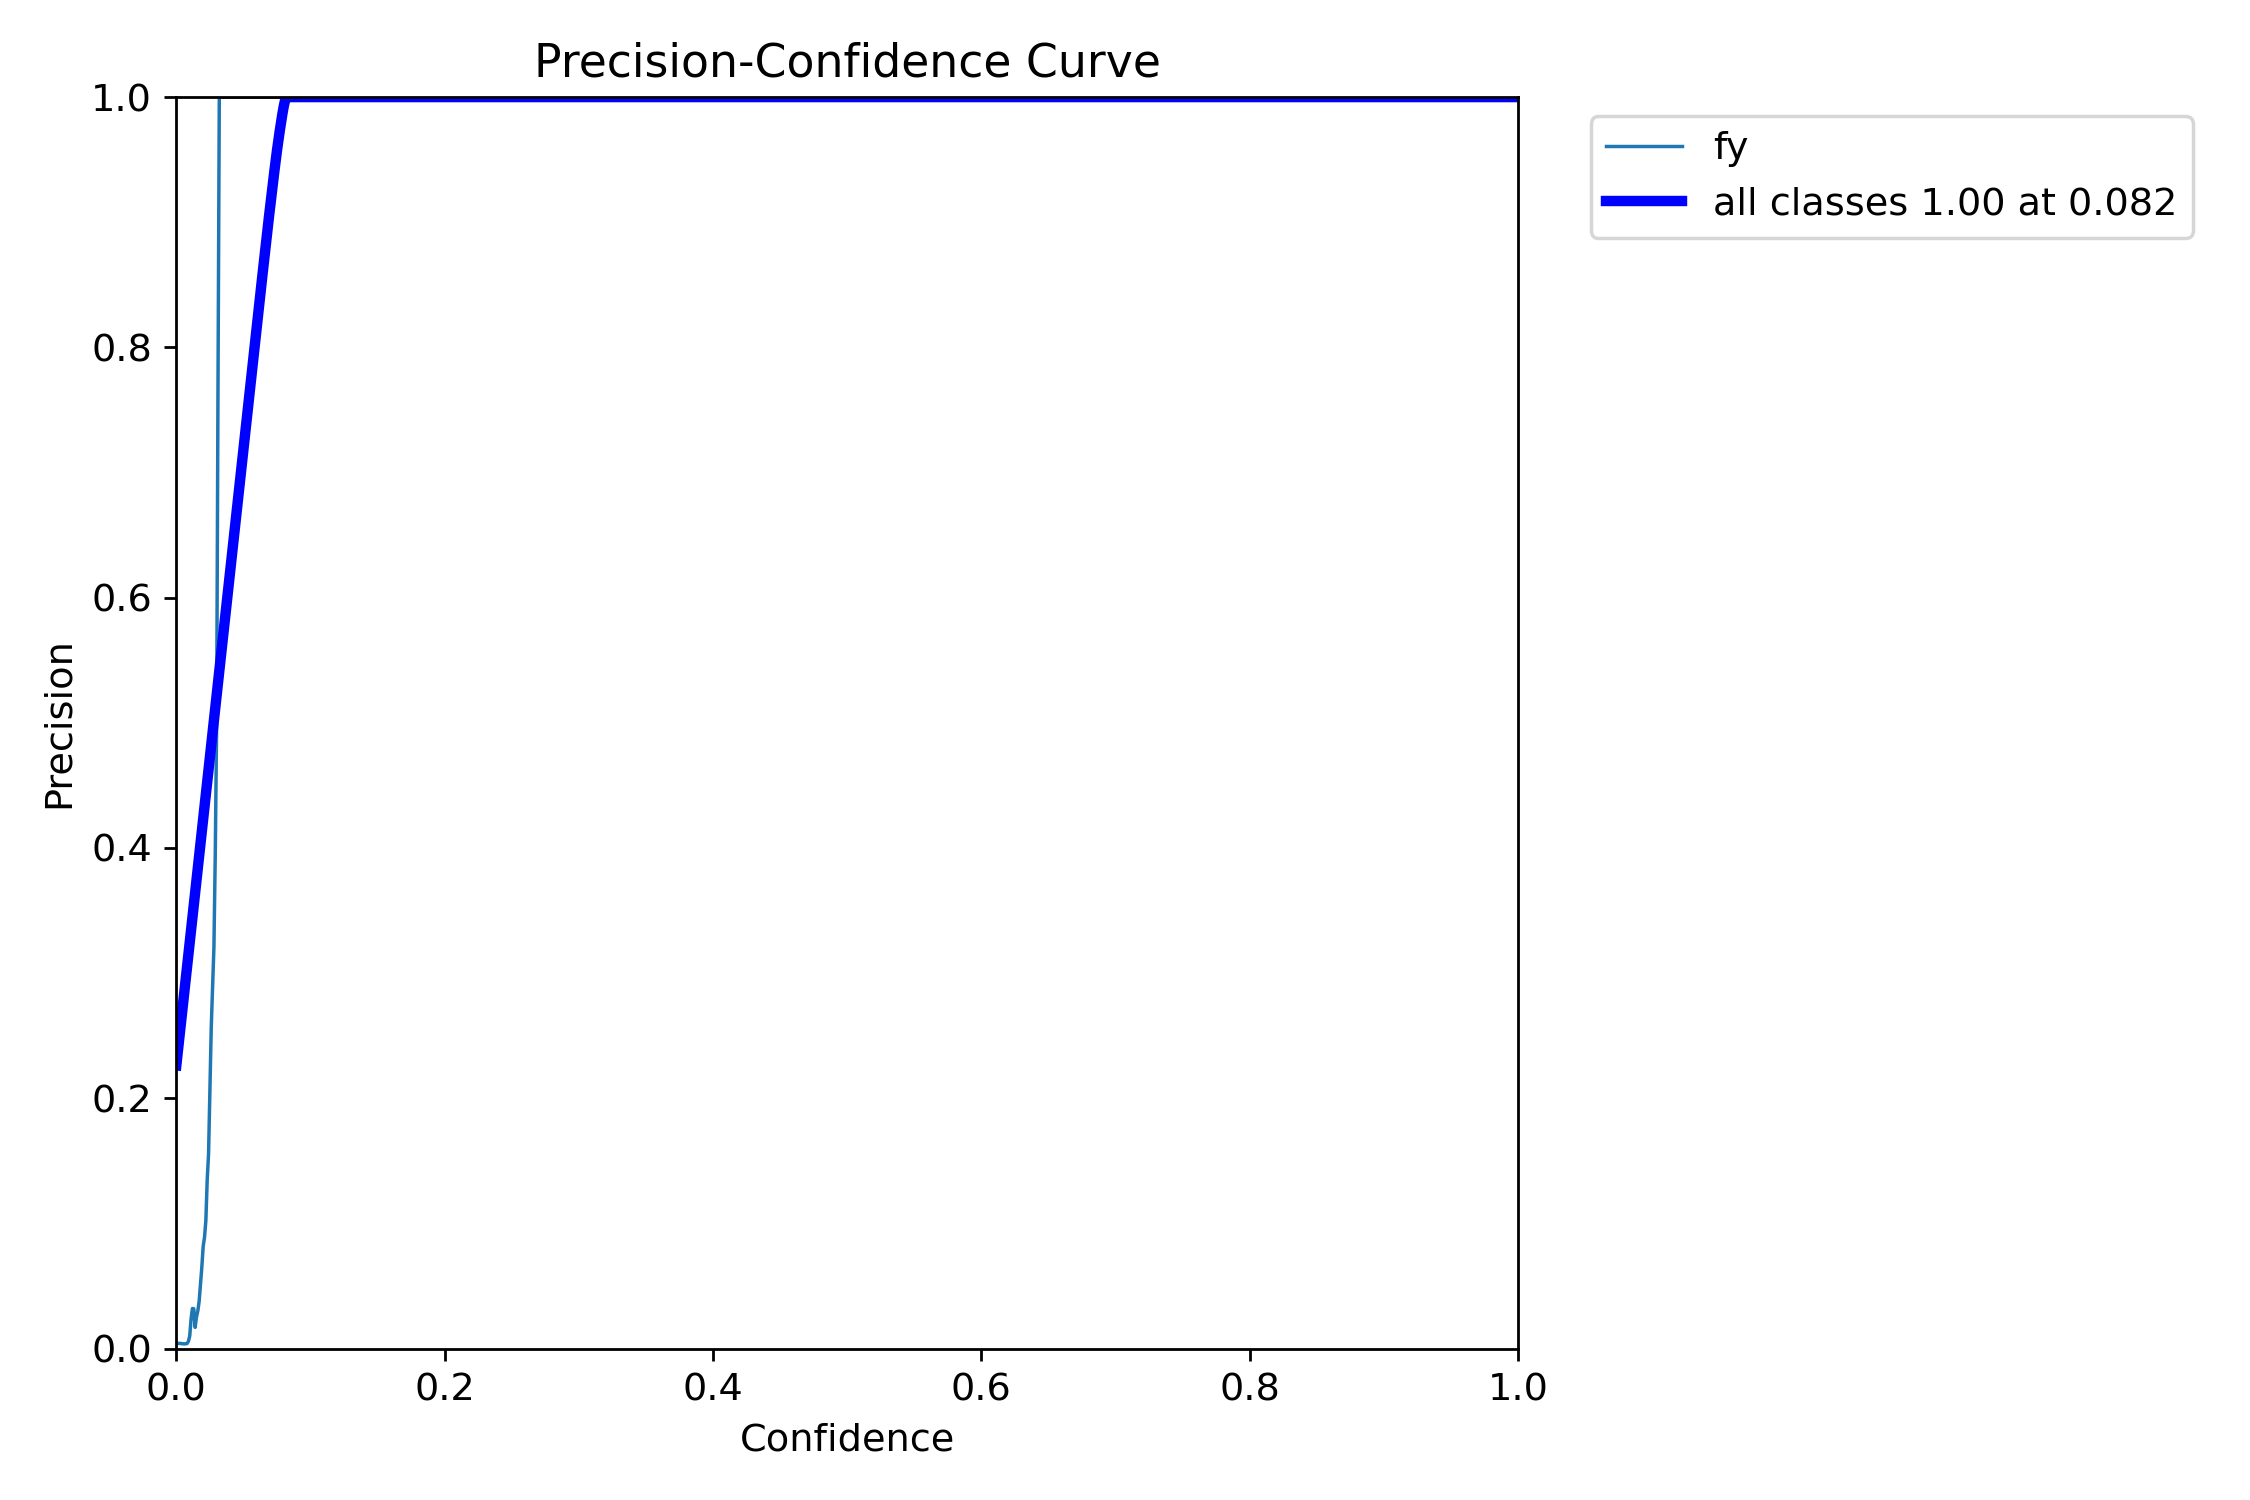 Precision-Confidence Curve
1.0
0.8
0.6
0.4
0.2
0.0
Precision
0.0 0.2 0.4 0.6 0.8 1.0
Confidence
fy
all classes 1.00 at 0.082